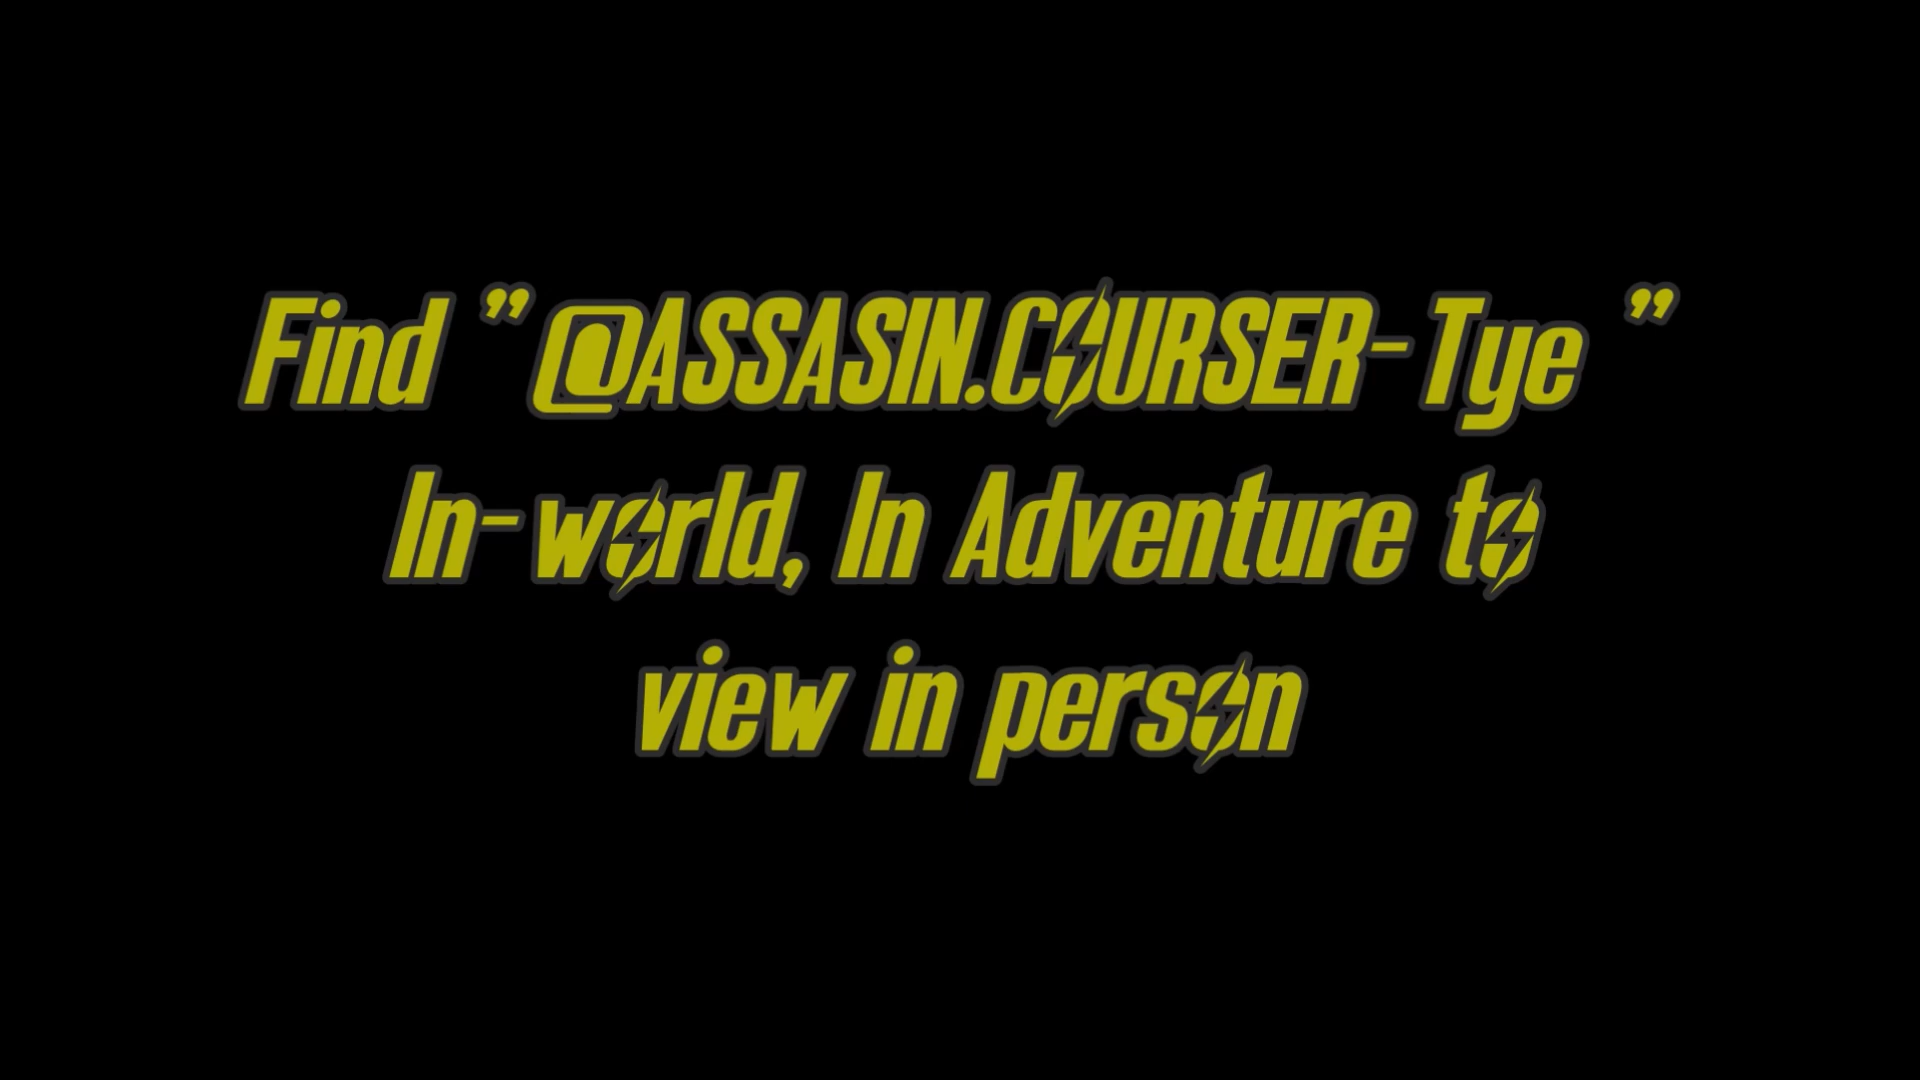 Find "@ASSASIN.COURSER-Tye "
In-world, In Adventure to
view in person